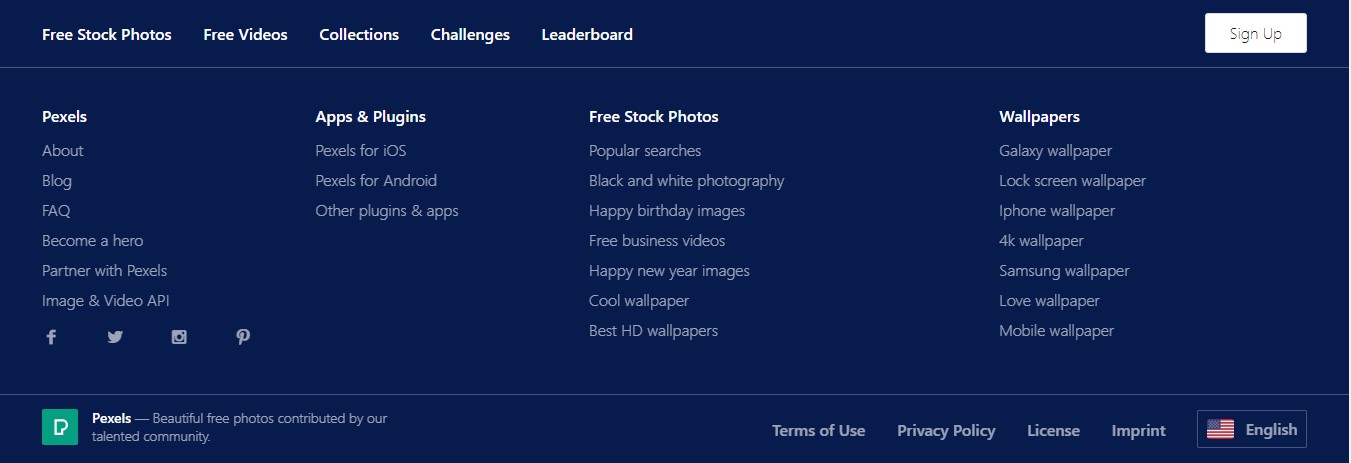 Free Stock Photos
Free Videos
Collections
Challenges
Leaderboard
Sign Up
Pexels
About
Blog
FAQ
Become a hero
Partner with Pexels
Image & Video API
Apps & Plugins
Pexels for iOS
Pexels for Android
Other plugins & apps
Free Stock Photos
Popular searches
Black and white photography
Happy birthday images
Free business videos
Happy new year images
Cool wallpaper
Best HD wallpapers
Wallpapers
Galaxy wallpaper
Lock screen wallpaper
Iphone wallpaper
4k wallpaper
Samsung wallpaper
Love wallpaper
Mobile wallpaper
Pexels — Beautiful free photos contributed by our
talented community.
Terms of Use
Privacy Policy
License
Imprint
English